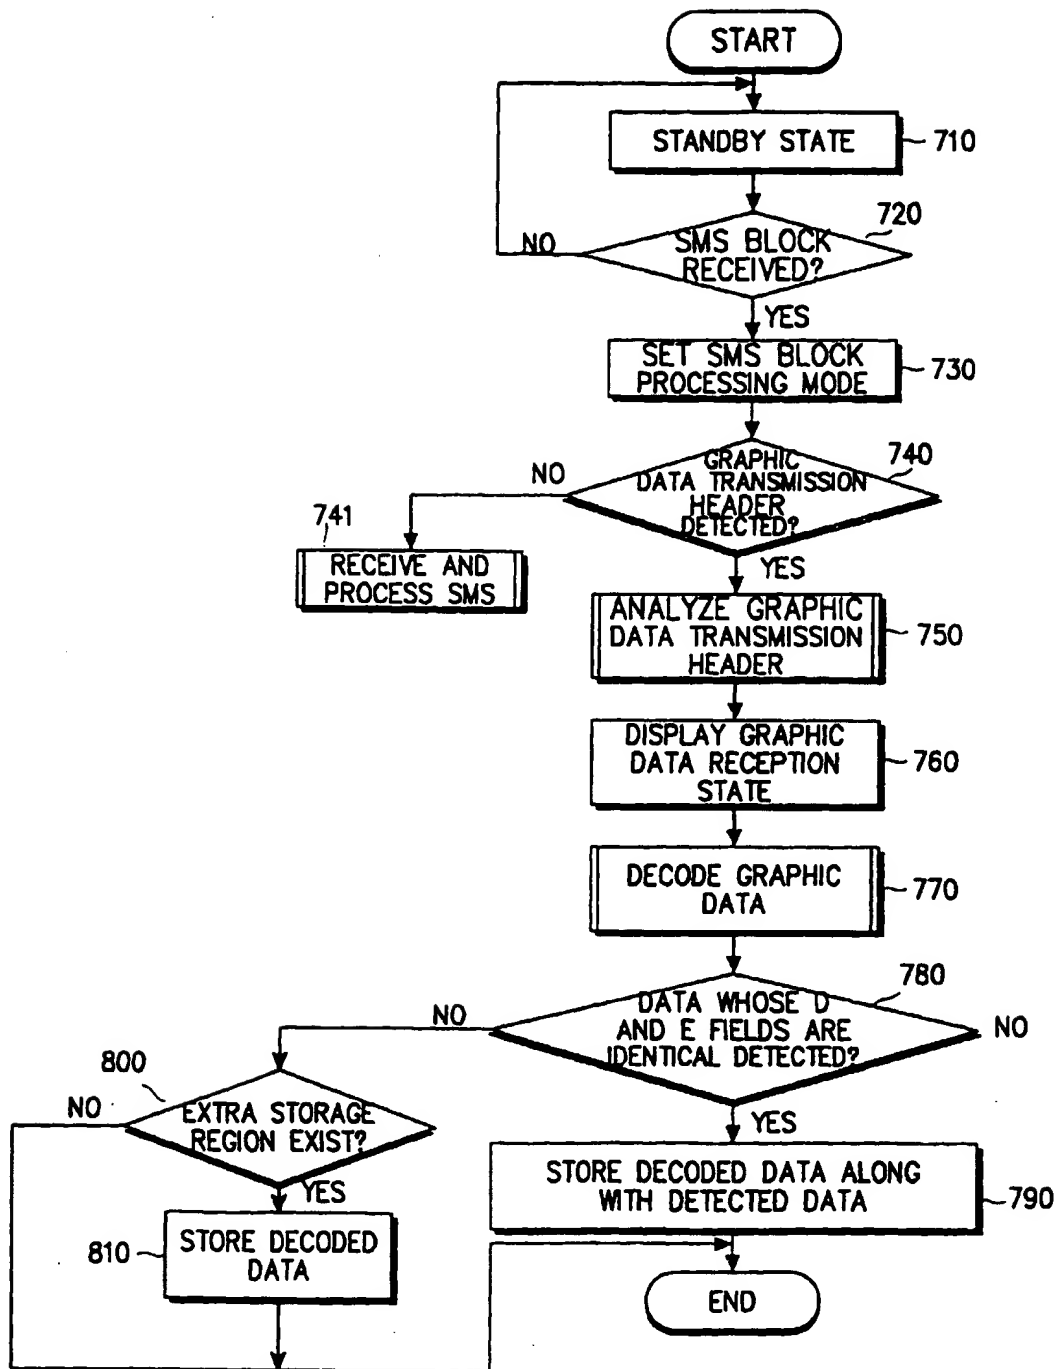 START
STANDBY STATE
710
720
SMS BLOCK
RECEIVED?
NO
YES
SET SMS BLOCK
PROCESSING MODE
730
740
GRAPHIC
DATA TRANSMISSION
HEADER
DETECTED?
NO
YES
741
RECEIVE AND
PROCESS SMS
ANALYZE GRAPHIC
DATA TRANSMISSION
HEADER
750
DISPLAY GRAPHIC
DATA RECEPTION
STATE
760
DECODE GRAPHIC
DATA
770
780
DATA WHOSE D
AND E FIELDS ARE
IDENTICAL DETECTED?
NO
NO
YES
800
EXTRA STORAGE
REGION EXIST?
NO
YES
STORE DECODED DATA ALONG
WITH DETECTED DATA
790
810
STORE DECODED
DATA
END